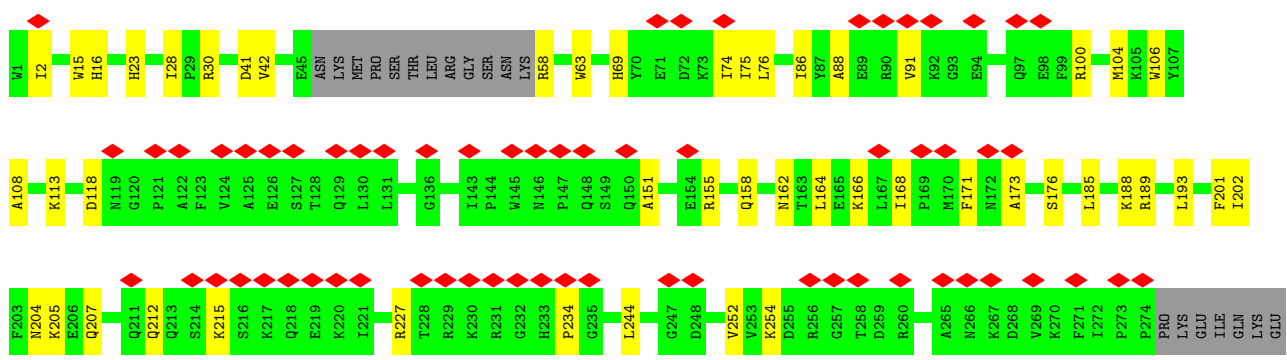 W1 I2 W15 H16 H23 I28 P29 R30 D41 V42 E45 ASN LYS MET PRO SER THR LEU ARG GLY SER ASN LYS R58 W63 H69 Y70 E71 D72 K73 I74 I75 L76 I86 Y87 A88 E89 R90 V91 K92 G93 E94 Q97 E98 F99 R100 M104 K105 W106 Y107
A108 K113 D118 N119 G120 P121 A122 F123 V124 A125 E126 S127 T128 Q129 L130 L131 G136 I143 P144 W145 N146 P147 Q148 S149 Q150 A151 E154 R155 Q158 N162 T163 L164 E165 K166 L167 I168 P169 M170 F171 N172 A173 S176 L185 K188 R189 L193 F201 I202
F203 N204 K205 E206 Q207 Q211 Q212 Q213 S214 K215 S216 K217 Q218 E219 K220 I221 R227 T228 R229 K230 R231 G232 H233 P234 G235 L244 G247 D248 V252 V253 K254 D255 R256 G257 T258 D259 R260 A265 N266 K267 D268 V269 K270 F271 I272 P273 P274 PRO LYS GLU ILE GLN LYS GLU